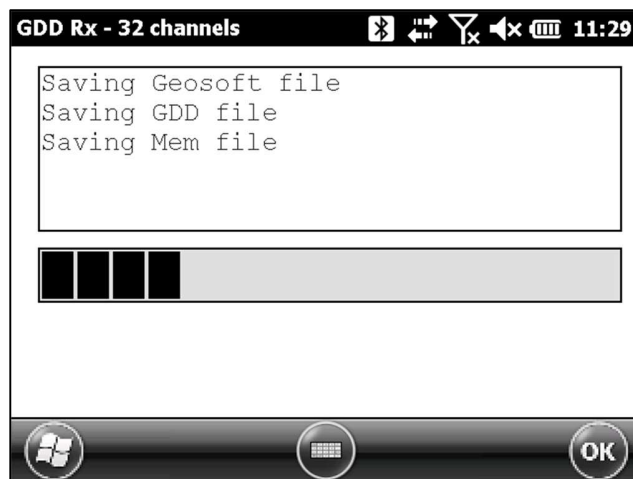 GDD Rx - 32 channels 11:29
Saving Geosoft file
Saving GDD file
Saving Mem file
OK